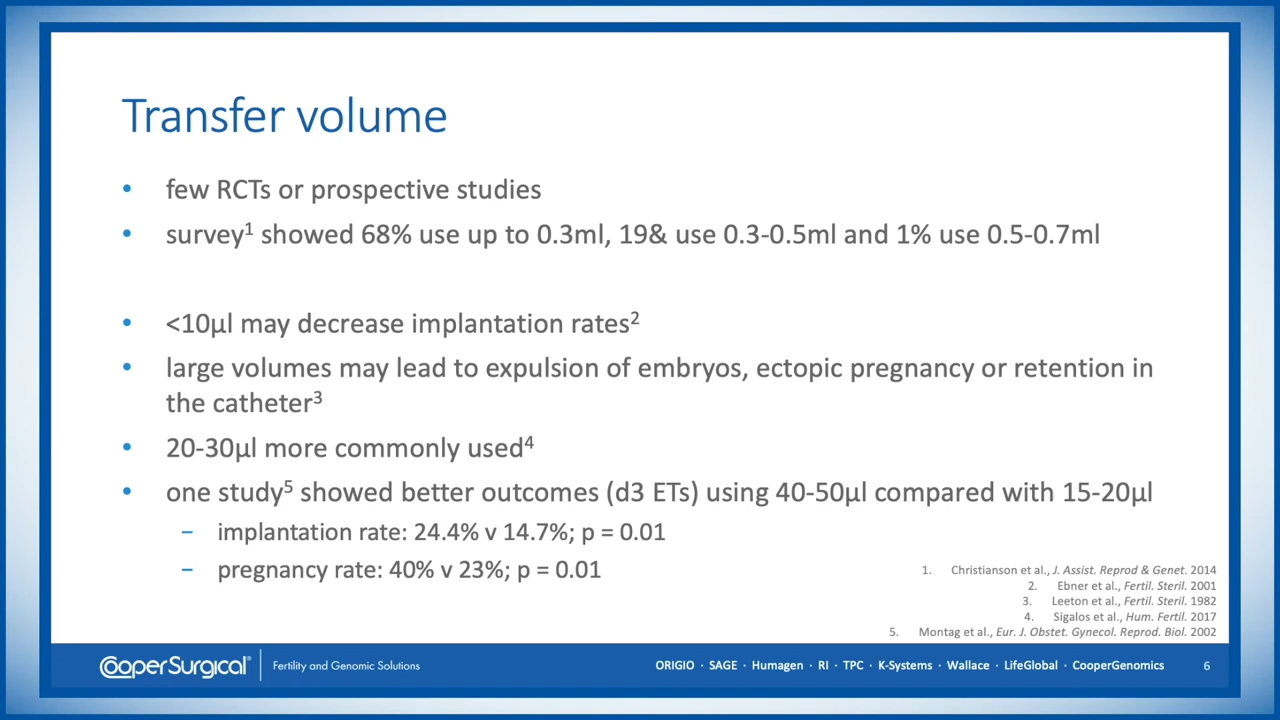 Transfer volume
• few RCTs or prospective studies
• survey¹ showed 68% use up to 0.3ml, 19& use 0.3-0.5ml and 1% use 0.5-0.7ml
• <10µl may decrease implantation rates²
• large volumes may lead to expulsion of embryos, ectopic pregnancy or retention in
the catheter³
• 20-30µl more commonly used⁴
• one study⁵ showed better outcomes (d3 ETs) using 40-50µl compared with 15-20µl
– implantation rate: 24.4% v 14.7%; p = 0.01
– pregnancy rate: 40% v 23%; p = 0.01
1. Christianson et al., J. Assist. Reprod & Genet. 2014
2. Ebner et al., Fertil. Steril. 2001
3. Leeton et al., Fertil. Steril. 1982
4. Sigalos et al., Hum. Fertil. 2017
5. Montag et al., Eur. J. Obstet. Gynecol. Reprod. Biol. 2002
CooperSurgical® Fertility and Genomic Solutions ORIGIO · SAGE · Humagen · RI · TPC · K-Systems · Wallace · LifeGlobal · CooperGenomics 6